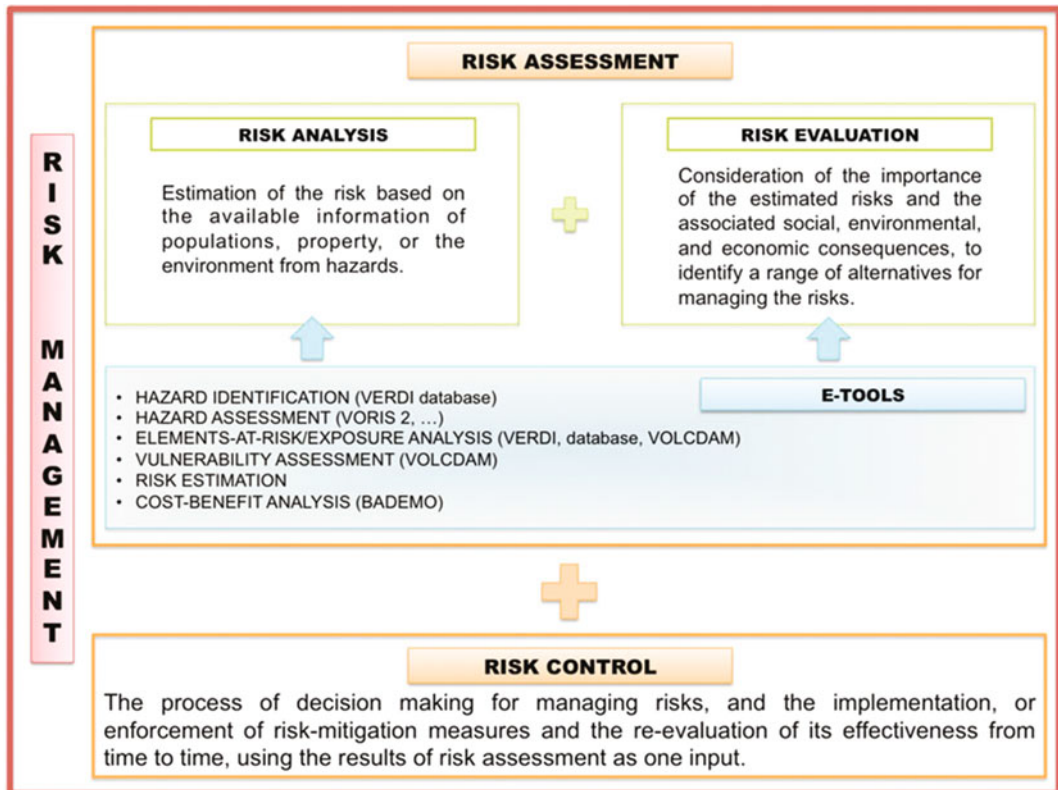 RISK MANAGEMENT
RISK ASSESSMENT
RISK ANALYSIS
Estimation of the risk based on
the available information of
populations, property, or the
environment from hazards.
RISK EVALUATION
Consideration of the importance
of the estimated risks and the
associated social, environmental,
and economic consequences, to
identify a range of alternatives for
managing the risks.
E-TOOLS
• HAZARD IDENTIFICATION (VERDI database)
• HAZARD ASSESSMENT (VORIS 2, ...)
• ELEMENTS-AT-RISK/EXPOSURE ANALYSIS (VERDI, database, VOLCDAM)
• VULNERABILITY ASSESSMENT (VOLCDAM)
• RISK ESTIMATION
• COST-BENEFIT ANALYSIS (BADEMO)
RISK CONTROL
The process of decision making for managing risks, and the implementation, or
enforcement of risk-mitigation measures and the re-evaluation of its effectiveness from
time to time, using the results of risk assessment as one input.